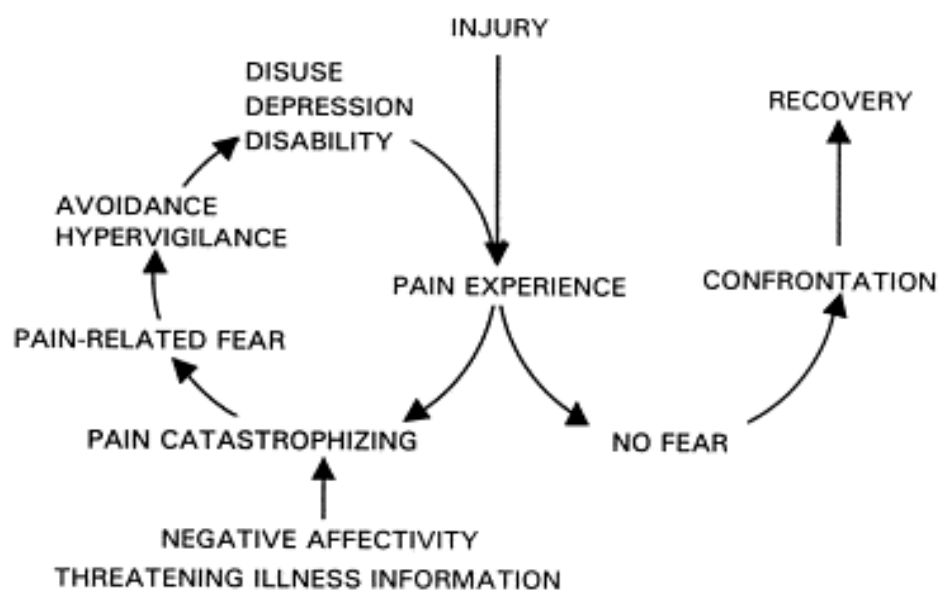 INJURY
DISUSE
DEPRESSION
DISABILITY
RECOVERY
AVOIDANCE
HYPERVIGILANCE
PAIN EXPERIENCE
CONFRONTATION
PAIN-RELATED FEAR
PAIN CATASTROPHIZING
NO FEAR
NEGATIVE AFFECTIVITY
THREATENING ILLNESS INFORMATION